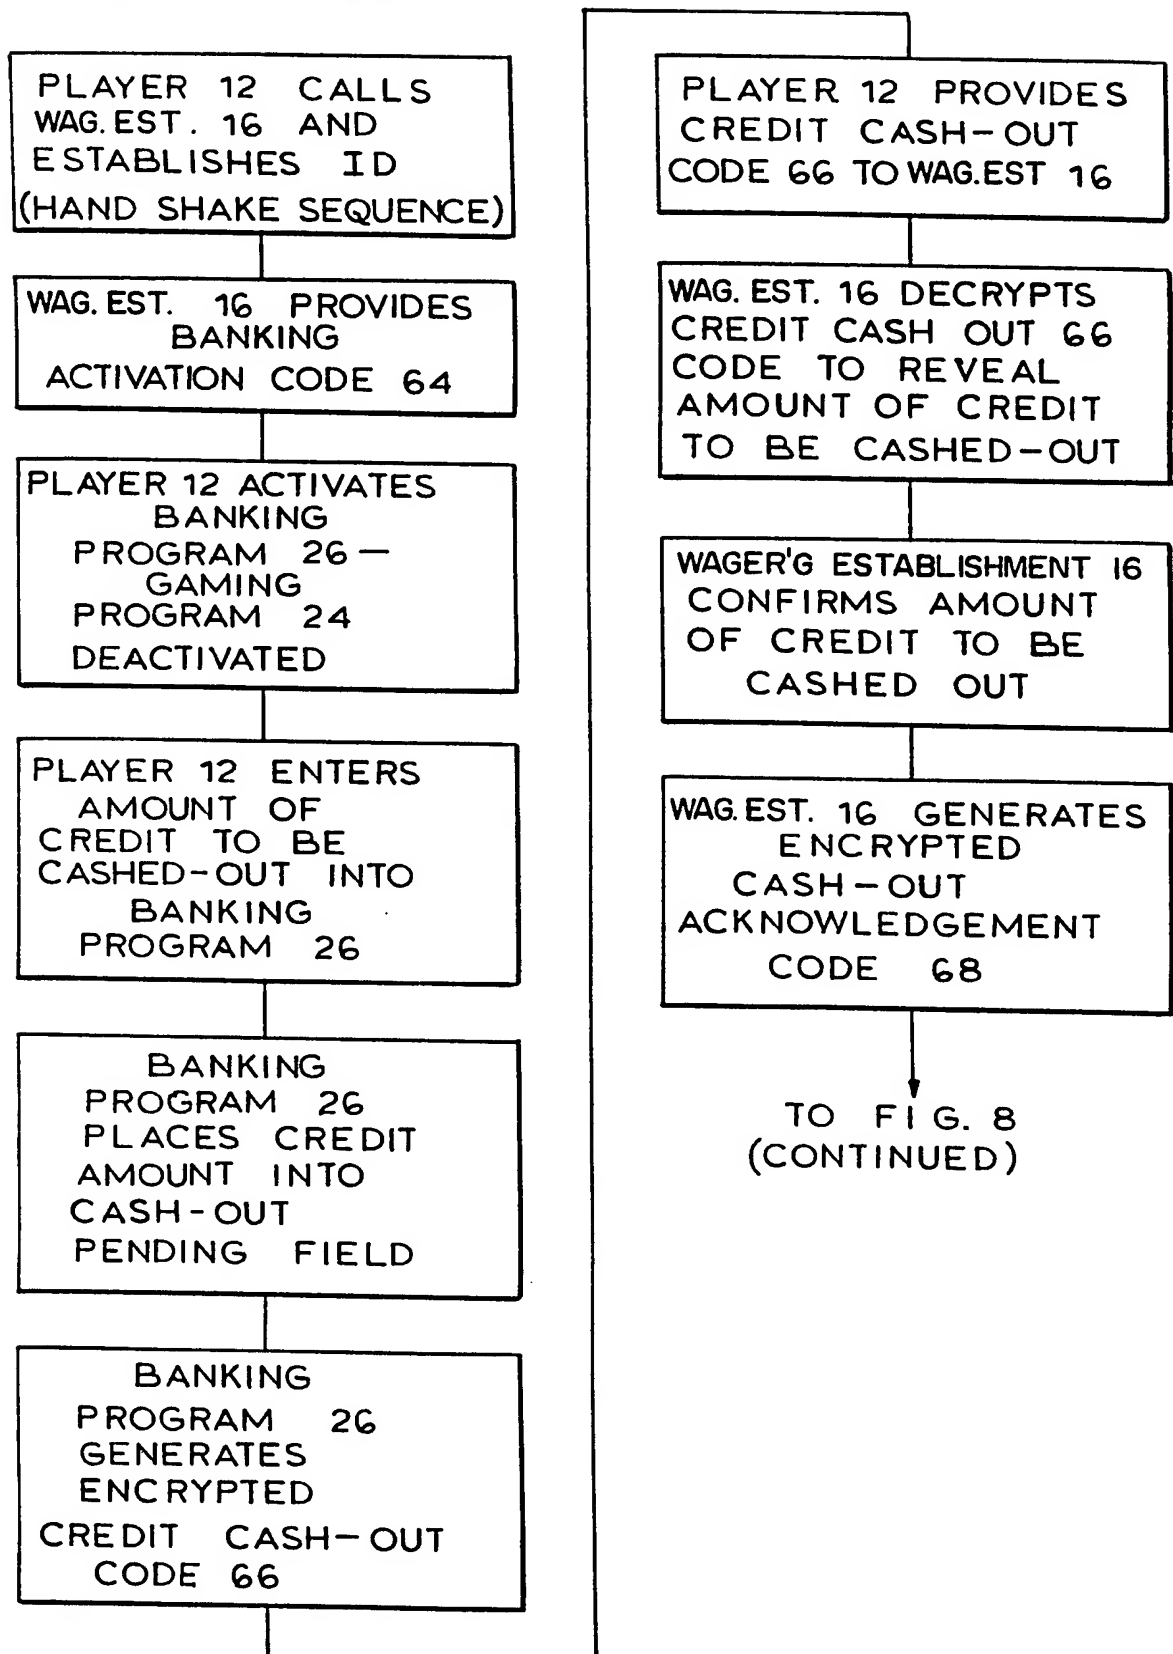 PLAYER 12 CALLS
WAG. EST. 16 AND
ESTABLISHES ID
(HAND SHAKE SEQUENCE)
WAG. EST. 16 PROVIDES
BANKING
ACTIVATION CODE 64
PLAYER 12 ACTIVATES
BANKING
PROGRAM 26 —
GAMING
PROGRAM 24
DEACTIVATED
PLAYER 12 ENTERS
AMOUNT OF
CREDIT TO BE
CASHED-OUT INTO
BANKING
PROGRAM 26
BANKING
PROGRAM 26
PLACES CREDIT
AMOUNT INTO
CASH-OUT
PENDING FIELD
BANKING
PROGRAM 26
GENERATES
ENCRYPTED
CREDIT CASH-OUT
CODE 66
PLAYER 12 PROVIDES
CREDIT CASH-OUT
CODE 66 TO WAG.EST 16
WAG. EST. 16 DECRYPTS
CREDIT CASH OUT 66
CODE TO REVEAL
AMOUNT OF CREDIT
TO BE CASHED-OUT
WAGER'G ESTABLISHMENT 16
CONFIRMS AMOUNT
OF CREDIT TO BE
CASHED OUT
WAG. EST. 16 GENERATES
ENCRYPTED
CASH-OUT
ACKNOWLEDGEMENT
CODE 68
TO FIG. 8
(CONTINUED)